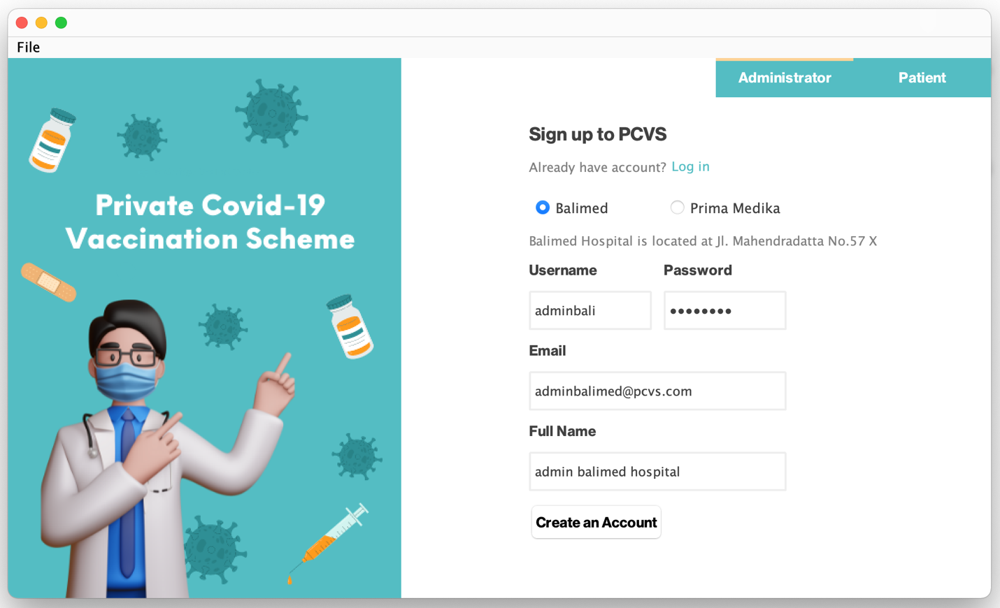 File
Administrator
Patient
Private Covid-19
Vaccination Scheme
Sign up to PCVS
Already have account? Log in
Balimed
Prima Medika
Balimed Hospital is located at Jl. Mahendradatta No.57 X
Username
Password
adminbali
••••••••
Email
adminbalimed@pcvs.com
Full Name
admin balimed hospital
Create an Account